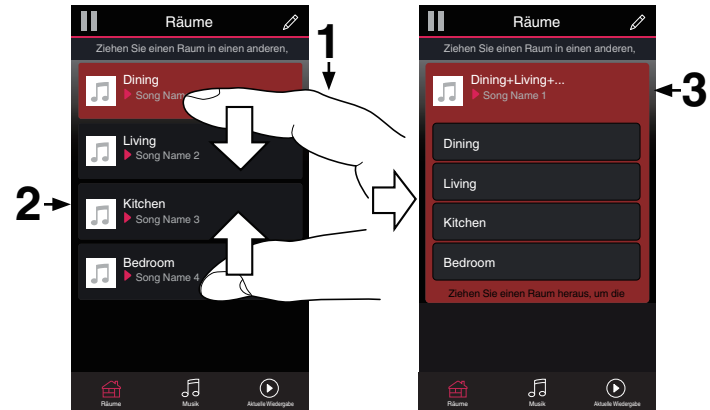 Räume
Ziehen Sie einen Raum in einen anderen,
1
Dining
Song Nam
Living
Song Name 2
2
Kitchen
Song Name 3
Bedroom
Song Name 4
Räume
Musik
Aktuelle Wiedergabe
Räume
Ziehen Sie einen Raum in einen anderen,
Dining+Living+...
Song Name 1
3
Dining
Living
Kitchen
Bedroom
Ziehen Sie einen Raum heraus, um die
Räume
Musik
Aktuelle Wiedergabe